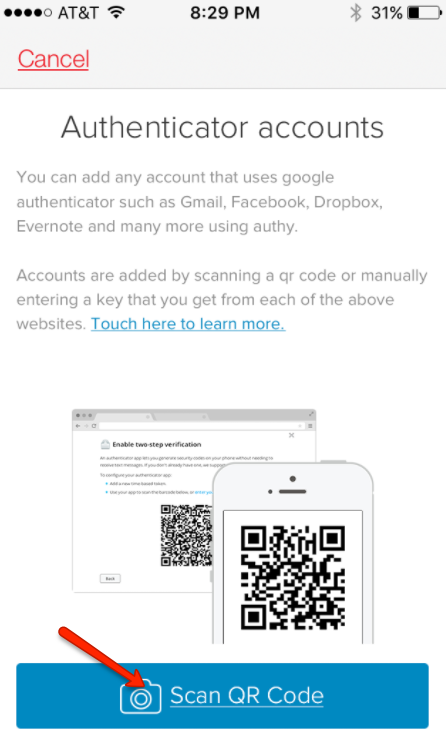 AT&T 8:29 PM 31%
Cancel
Authenticator accounts
You can add any account that uses google
authenticator such as Gmail, Facebook, Dropbox,
Evernote and many more using authy.
Accounts are added by scanning a qr code or manually
entering a key that you get from each of the above
websites. Touch here to learn more.
Enable two-step verification
An authenticator app lets you generate security codes on your phone without needing to
receive text messages. If you don't already have one, we support
To configure your authenticator app:
Add a new time-based token.
Use your app to scan the barcode below, or enter yo
Back
Scan QR Code